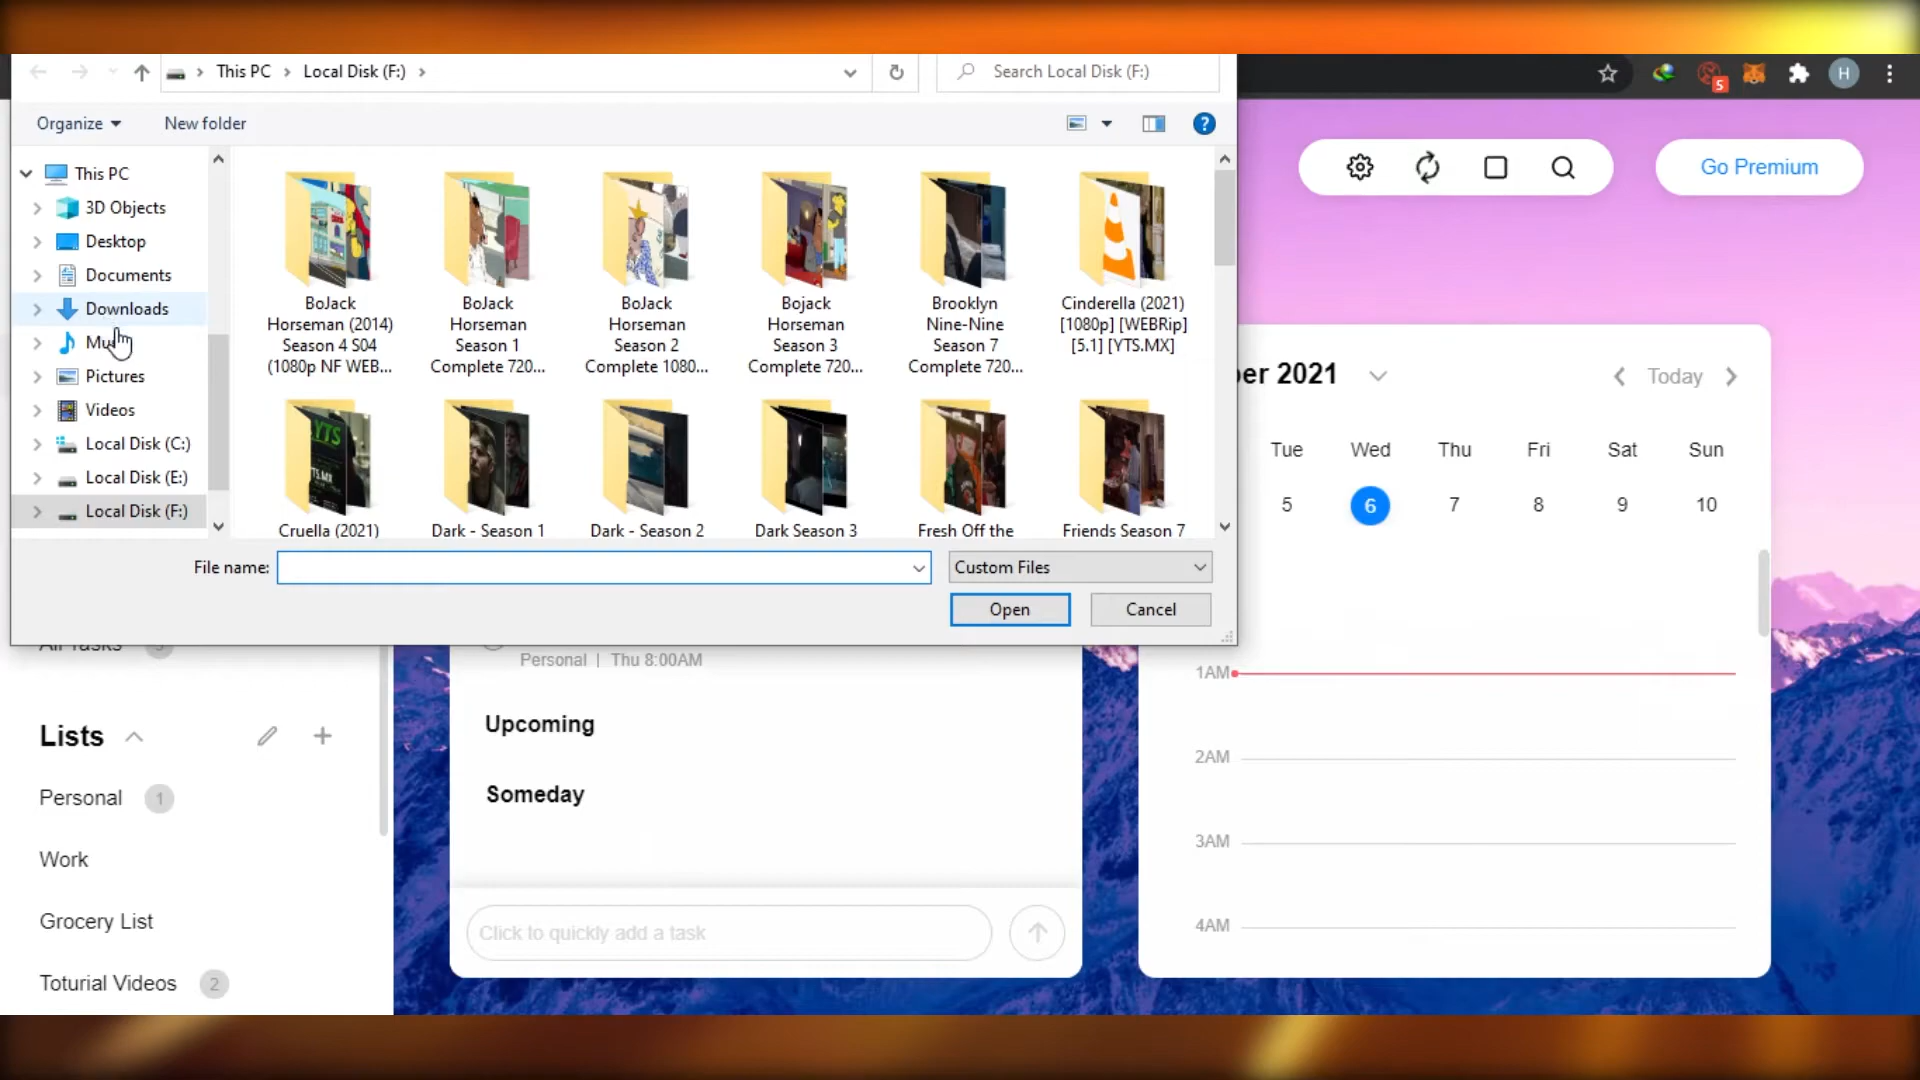 This PC
Local Disk (F:)
Search Local Disk (F:)
5
H
Organize
New folder
?
This PC
3D Objects
Desktop
Documents
Downloads
Pictures
Videos
Local Disk (C:)
Local Disk (E:)
Local Disk (F:)
BoJack
Horseman (2014)
Season 4 S04
(1080p NF WEB...
BoJack
Horseman
Season 1
Complete 720...
BoJack
Horseman
Season 2
Complete 1080...
Bojack
Horseman
Season 3
Complete 720...
Brooklyn
Nine-Nine
Season 7
Complete 720...
Cinderella (2021)
[1080p] [WEBRip]
[5.1] [YTS.MX]
Cruella (2021)
Dark - Season 1
Dark - Season 2
Dark Season 3
Fresh Off the
Friends Season 7
File name:
Custom Files
Open
Cancel
Go Premium
ber 2021
Today
Tue
Wed
Thu
Fri
Sat
Sun
5
6
7
8
9
10
1AM
2AM
3AM
4AM
All Tasks
Lists
Personal 1
Work
Grocery List
Toturial Videos 2
Personal | Thu 8:00AM
Upcoming
Someday
Click to quickly add a task